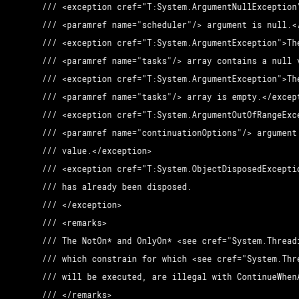 /// <exception cref="T:System.ArgumentNullException"
/// <paramref name="scheduler"/> argument is null.</
/// <exception cref="T:System.ArgumentException">The
/// <paramref name="tasks"/> array contains a null v
/// <exception cref="T:System.ArgumentException">The
/// <paramref name="tasks"/> array is empty.</except
/// <exception cref="T:System.ArgumentOutOfRangeExce
/// <paramref name="continuationOptions"/> argument
/// value.</exception>
/// <exception cref="T:System.ObjectDisposedExceptio
/// has already been disposed.
/// </exception>
/// <remarks>
/// The NotOn* and OnlyOn* <see cref="System.Threadi
/// which constrain for which <see cref="System.Thre
/// will be executed, are illegal with ContinueWhenA
/// </remarks>